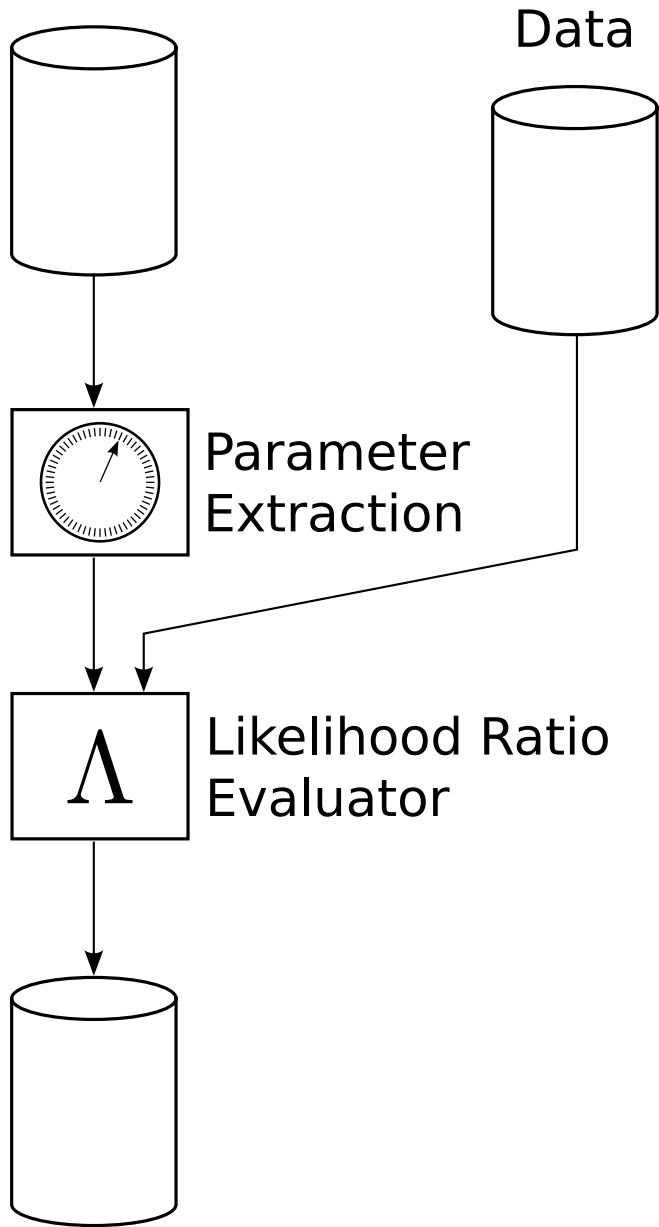 Data
Parameter
Extraction
Λ
Likelihood Ratio
Evaluator